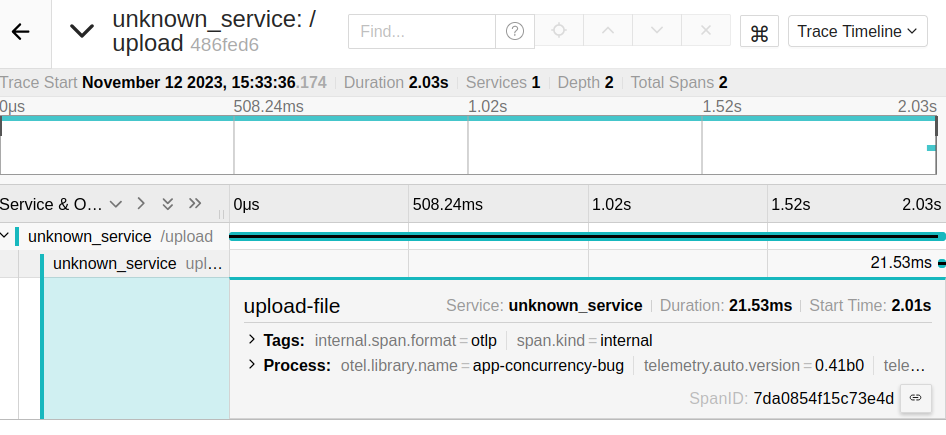 unknown_service: /
upload 486fed6
Find...
?
⌘
Trace Timeline
Trace Start November 12 2023, 15:33:36.174 Duration 2.03s Services 1 Depth 2 Total Spans 2
0μs 508.24ms 1.02s 1.52s 2.03s
Service & O... 0μs 508.24ms 1.02s 1.52s 2.03s
unknown_service /upload
unknown_service upl... 21.53ms
upload-file Service: unknown_service Duration: 21.53ms Start Time: 2.01s
Tags: internal.span.format = otlp span.kind = internal
Process: otel.library.name = app-concurrency-bug telemetry.auto.version = 0.41b0 tele...
SpanID: 7da0854f15c73e4d